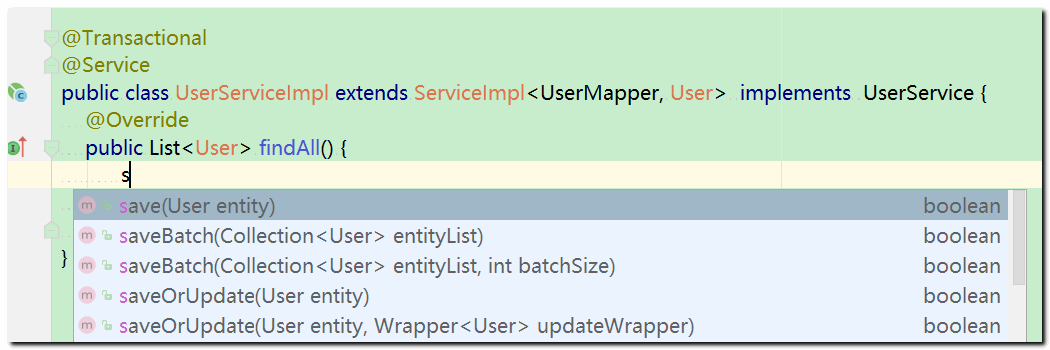 @Transactional
@Service
public class UserServiceImpl extends ServiceImpl<UserMapper, User> implements UserService {
@Override
public List<User> findAll() {
s
save(User entity) boolean
saveBatch(Collection<User> entityList) boolean
saveBatch(Collection<User> entityList, int batchSize) boolean
saveOrUpdate(User entity) boolean
saveOrUpdate(User entity, Wrapper<User> updateWrapper) boolean
}